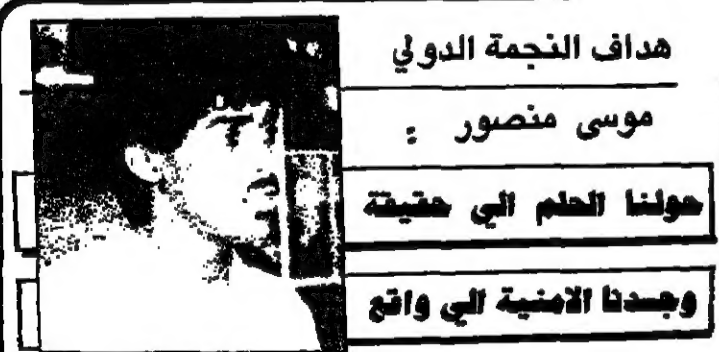 هداف النجمة الدولي
موسى منصور :
حولنا الحلم الي حقيقة
وجسدنا الامنية الي واقع